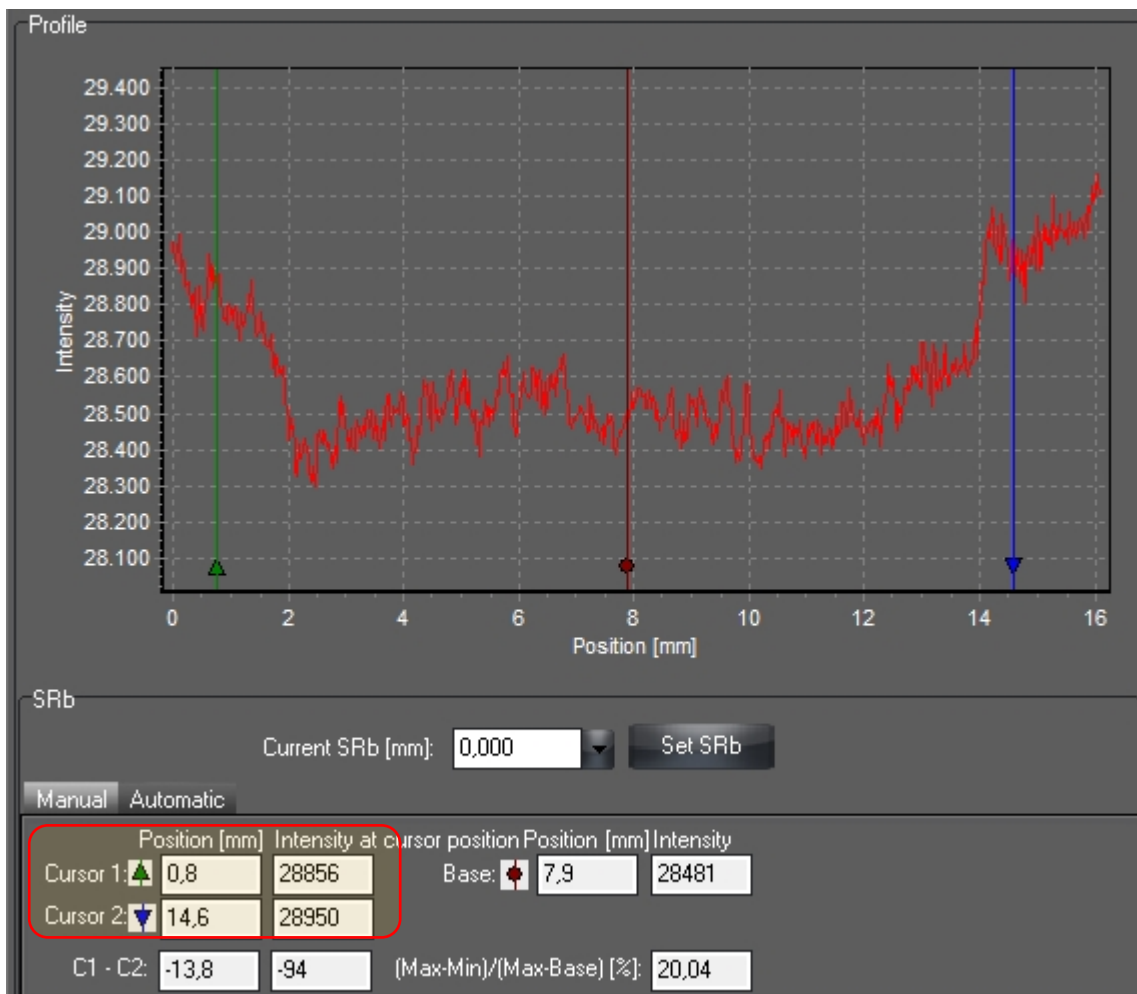 Profile
29.400
29.300
29.200
29.100
29.000
28.900
28.800
28.700
28.600
28.500
28.400
28.300
28.200
28.100
Intensity
0 2 4 6 8 10 12 14 16
Position [mm]
SRb
Current SRb [mm]: 0,000 Set SRb
Manual Automatic
Position [mm] Intensity at cursor position Position [mm] Intensity
Cursor 1: 0,8 28856 Base: 7,9 28481
Cursor 2: 14,6 28950
C1 - C2: -13,8 -94 (Max-Min)/(Max-Base) [%]: 20,04